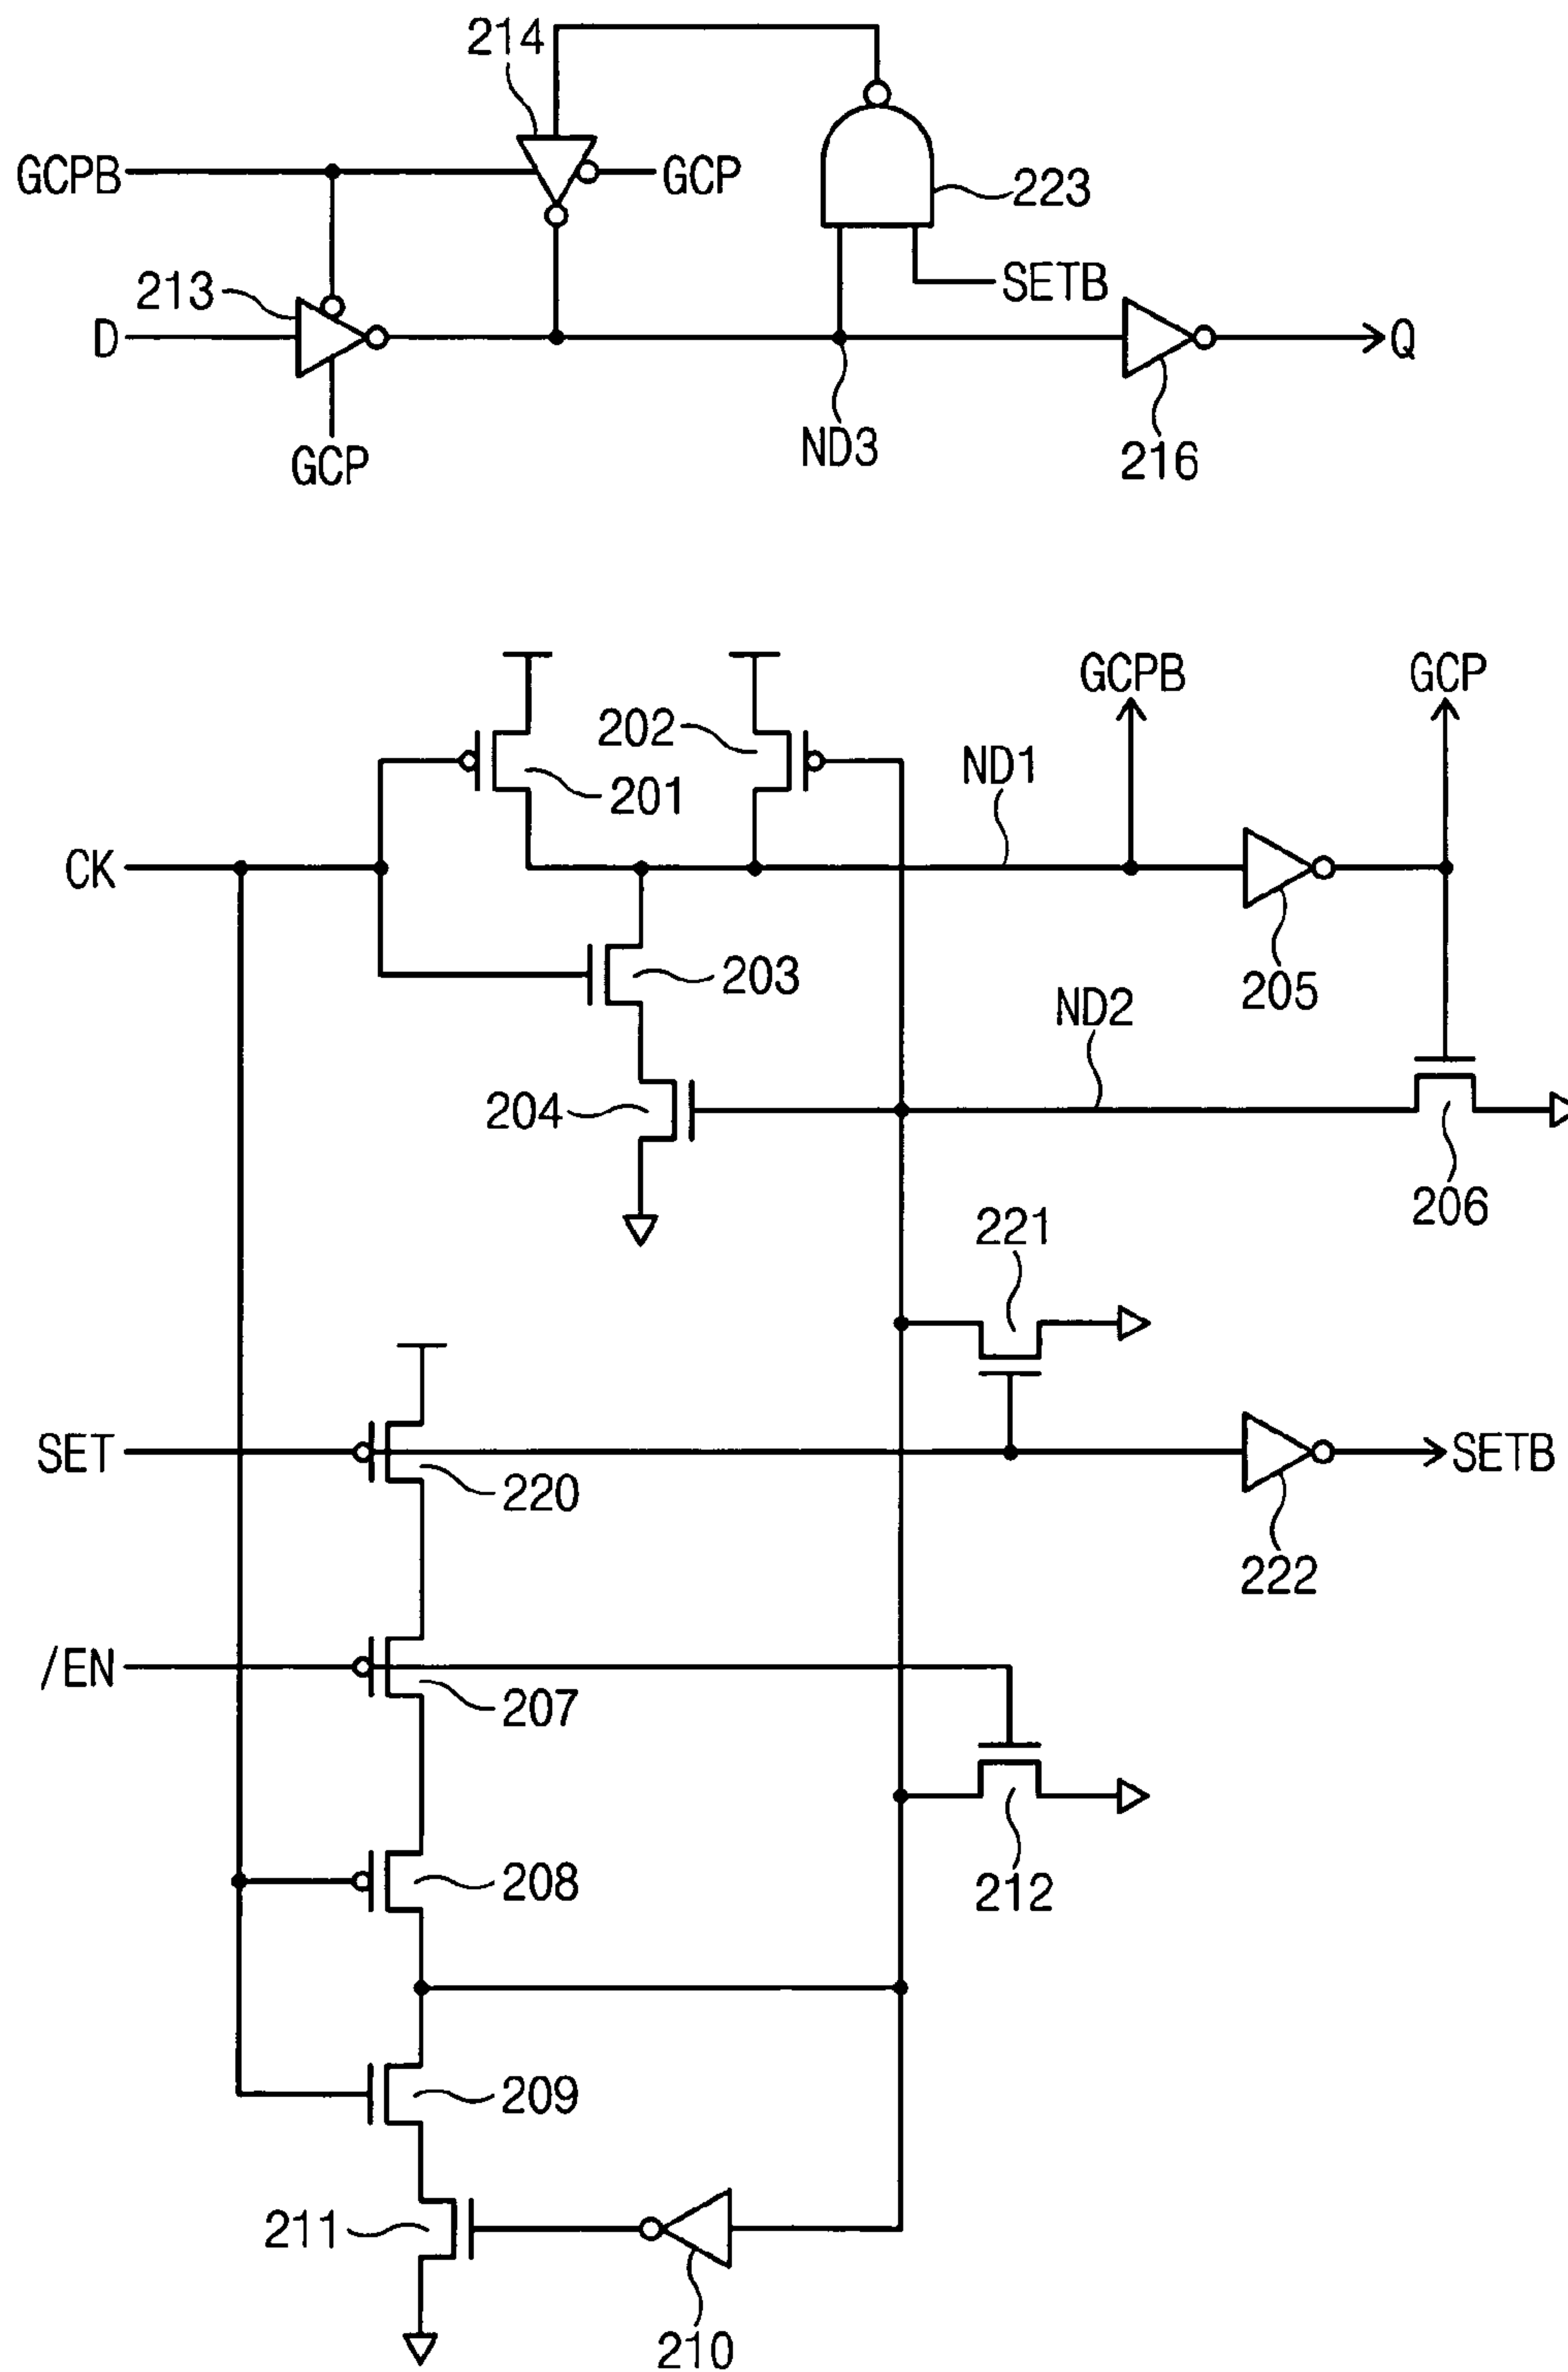 214
GCPB
GCP
223
213
SETB
D
Q
GCP
ND3
216
GCPB
GCP
202
ND1
201
CK
203
205
ND2
204
206
221
SET
SETB
220
222
/EN
207
208
212
209
211
210